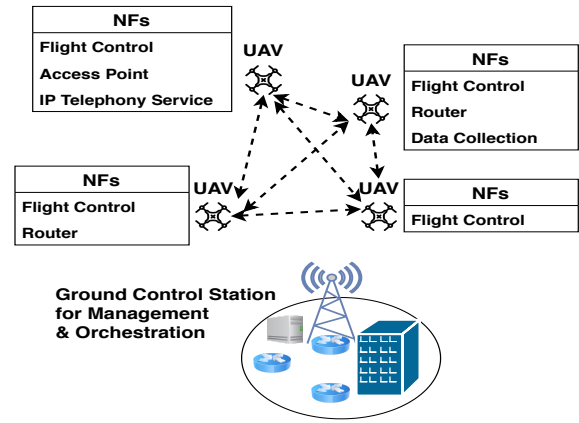 NFs
Flight Control
Access Point
IP Telephony Service
UAV
UAV
NFs
Flight Control
Router
Data Collection
NFs
Flight Control
Router
UAV
UAV
NFs
Flight Control
Ground Control Station
for Management
& Orchestration